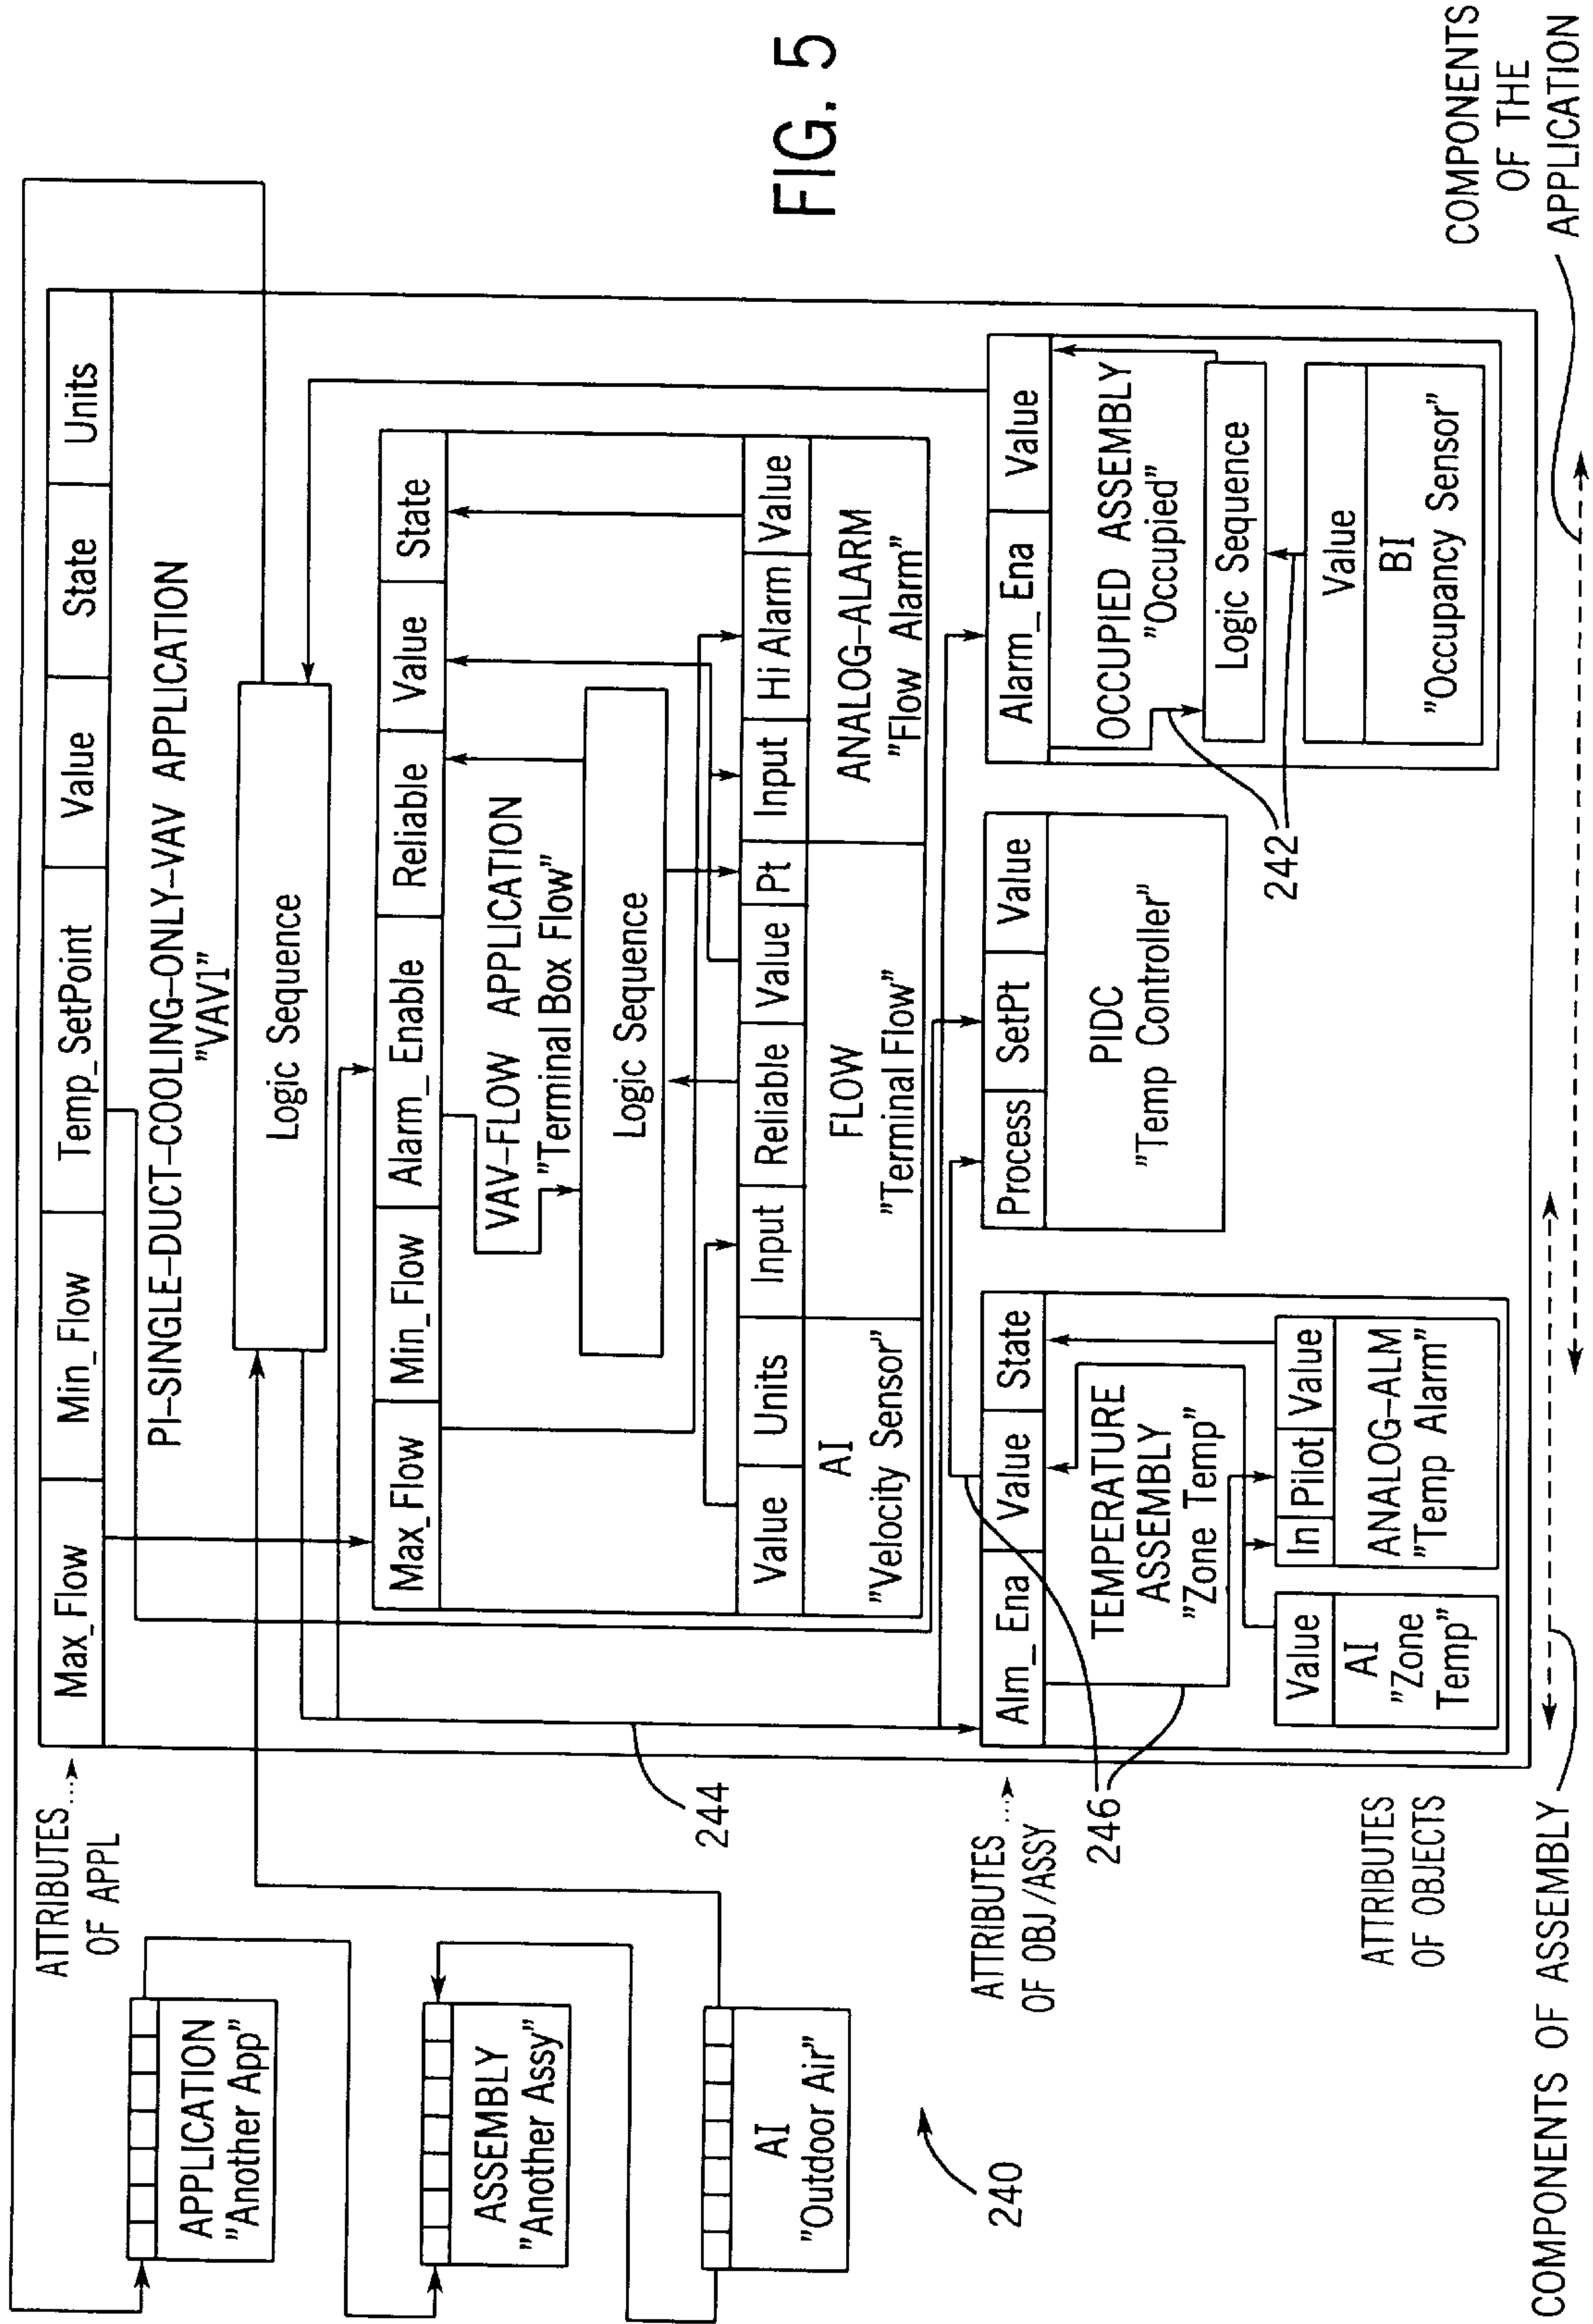 ATTRIBUTES
OF APPL
Max_Flow
Min_Flow
Temp_SetPoint
Value
State
Units
PI–SINGLE–DUCT–COOLING–ONLY–VAV APPLICATION
"VAV1"
Logic Sequence
APPLICATION
"Another App"
ASSEMBLY
"Another Assy"
AI
"Outdoor Air"
240
244
Max_Flow
Min_Flow
Alarm_Enable
Reliable
Value
State
VAV–FLOW APPLICATION
"Terminal Box Flow"
Logic Sequence
Value
Units
Input
Reliable
Value
Pt
Input
Hi Alarm
Value
AI
"Velocity Sensor"
FLOW
"Terminal Flow"
ANALOG–ALARM
"Flow Alarm"
ATTRIBUTES
OF OBJ/ASSY
246
Alm_Ena
Value
State
TEMPERATURE
ASSEMBLY
"Zone Temp"
Value
AI
"Zone
Temp"
In
Pilot
Value
ANALOG–ALM
"Temp Alarm"
Process
SetPt
Value
PIDC
"Temp Controller"
242
Alarm_Ena
Value
OCCUPIED ASSEMBLY
"Occupied"
Logic Sequence
Value
BI
"Occupancy Sensor"
ATTRIBUTES
OF OBJECTS
COMPONENTS OF ASSEMBLY
COMPONENTS
OF THE
APPLICATION
FIG. 5